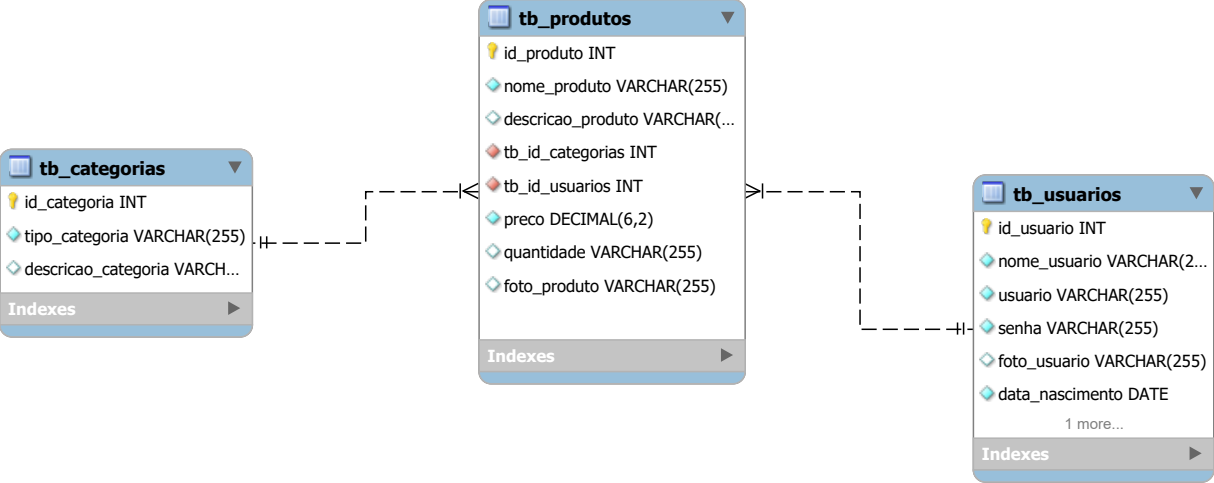 tb_produtos
id_produto INT
nome_produto VARCHAR(255)
descricao_produto VARCHAR(...
tb_id_categorias INT
tb_id_usuarios INT
preco DECIMAL(6,2)
quantidade VARCHAR(255)
foto_produto VARCHAR(255)
Indexes
tb_categorias
id_categoria INT
tipo_categoria VARCHAR(255)
descricao_categoria VARCH...
Indexes
tb_usuarios
id_usuario INT
nome_usuario VARCHAR(2...
usuario VARCHAR(255)
senha VARCHAR(255)
foto_usuario VARCHAR(255)
data_nascimento DATE
1 more...
Indexes